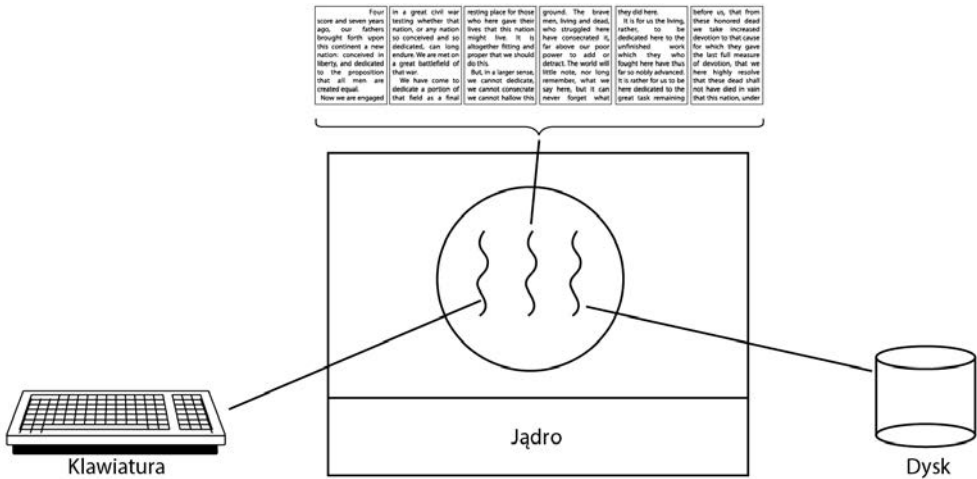 Four
score and seven years
ago, our fathers
brought forth upon
this continent a new
nation: conceived in
liberty, and dedicated
to the proposition
that all men are
created equal.
Now we are engaged
in a great civil war
testing whether that
nation, or any nation
so conceived and so
dedicated, can long
endure. We are met on
a great battlefield of
that war.
We have come to
dedicate a portion of
that field as a final
resting place for those
who here gave their
lives that this nation
might live. It is
altogether fitting and
proper that we should
do this.
But, in a larger sense,
we cannot dedicate,
we cannot consecrate
we cannot hallow this
ground. The brave
men, living and dead,
who struggled here
have consecrated it,
far above our poor
power to add or
detract. The world will
little note, nor long
remember, what we
say here, but it can
never forget what
they did here.
It is for us the living,
rather, to be
dedicated here to the
unfinished work
which they who
fought here have thus
far so nobly advanced.
It is rather for us to be
here dedicated to the
great task remaining
before us, that from
these honored dead
we take increased
devotion to that cause
for which they gave
the last full measure
of devotion, that we
here highly resolve
that these dead shall
not have died in vain
that this nation, under
Jądro
Klawiatura
Dysk